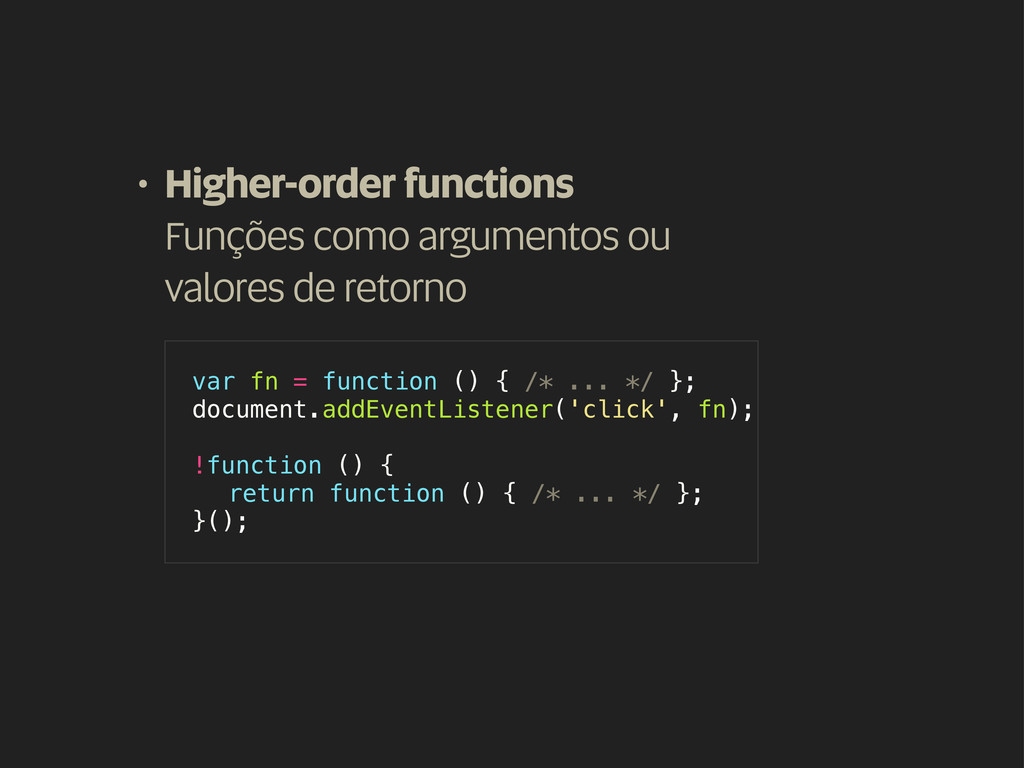 • Higher-order functions
Funções como argumentos ou
valores de retorno
var fn = function () { /* ... */ };
document.addEventListener('click', fn);
!function () {
return function () { /* ... */ };
}();